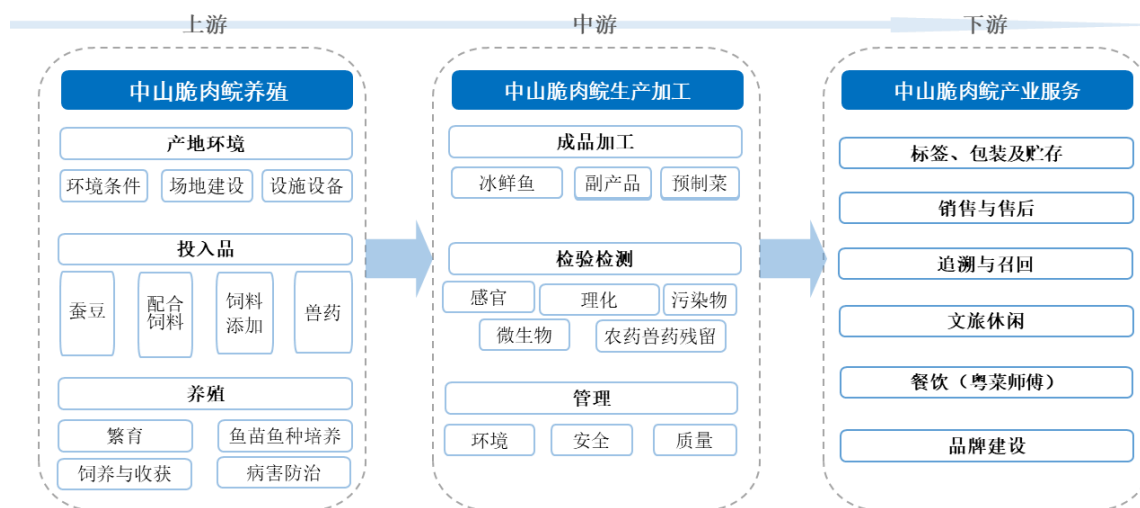 上游
中游
下游
中山脆肉鲩养殖
产地环境
环境条件
场地建设
设施设备
投入品
蚕豆
配合
饲料
饲料
添加
兽药
养殖
繁育
鱼苗鱼种培养
饲养与收获
病害防治
中山脆肉鲩生产加工
成品加工
冰鲜鱼
副产品
预制菜
检验检测
感官
理化
污染物
微生物
农药兽药残留
管理
环境
安全
质量
中山脆肉鲩产业服务
标签、包装及贮存
销售与售后
追溯与召回
文旅休闲
餐饮（粤菜师傅）
品牌建设